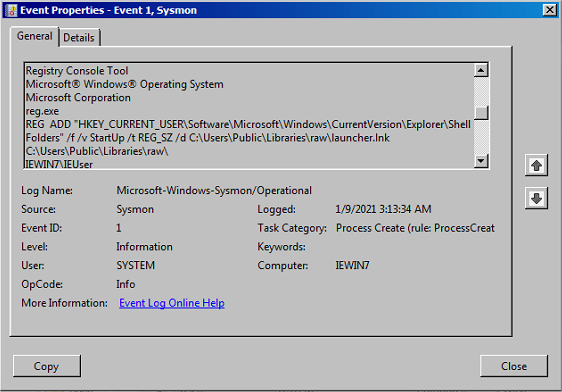 Event Properties - Event 1, Sysmon
General Details
Registry Console Tool
Microsoft® Windows® Operating System
Microsoft Corporation
reg.exe
REG ADD "HKEY_CURRENT_USER\Software\Microsoft\Windows\CurrentVersion\Explorer\Shell
Folders" /f /v StartUp /t REG_SZ /d C:\Users\Public\Libraries\raw\launcher.lnk
C:\Users\Public\Libraries\raw\
IEWIN7\IEUser
Log Name: Microsoft-Windows-Sysmon/Operational
Source: Sysmon Logged: 1/9/2021 3:13:34 AM
Event ID: 1 Task Category: Process Create (rule: ProcessCreat
Level: Information Keywords:
User: SYSTEM Computer: IEWIN7
OpCode: Info
More Information: Event Log Online Help
Copy Close